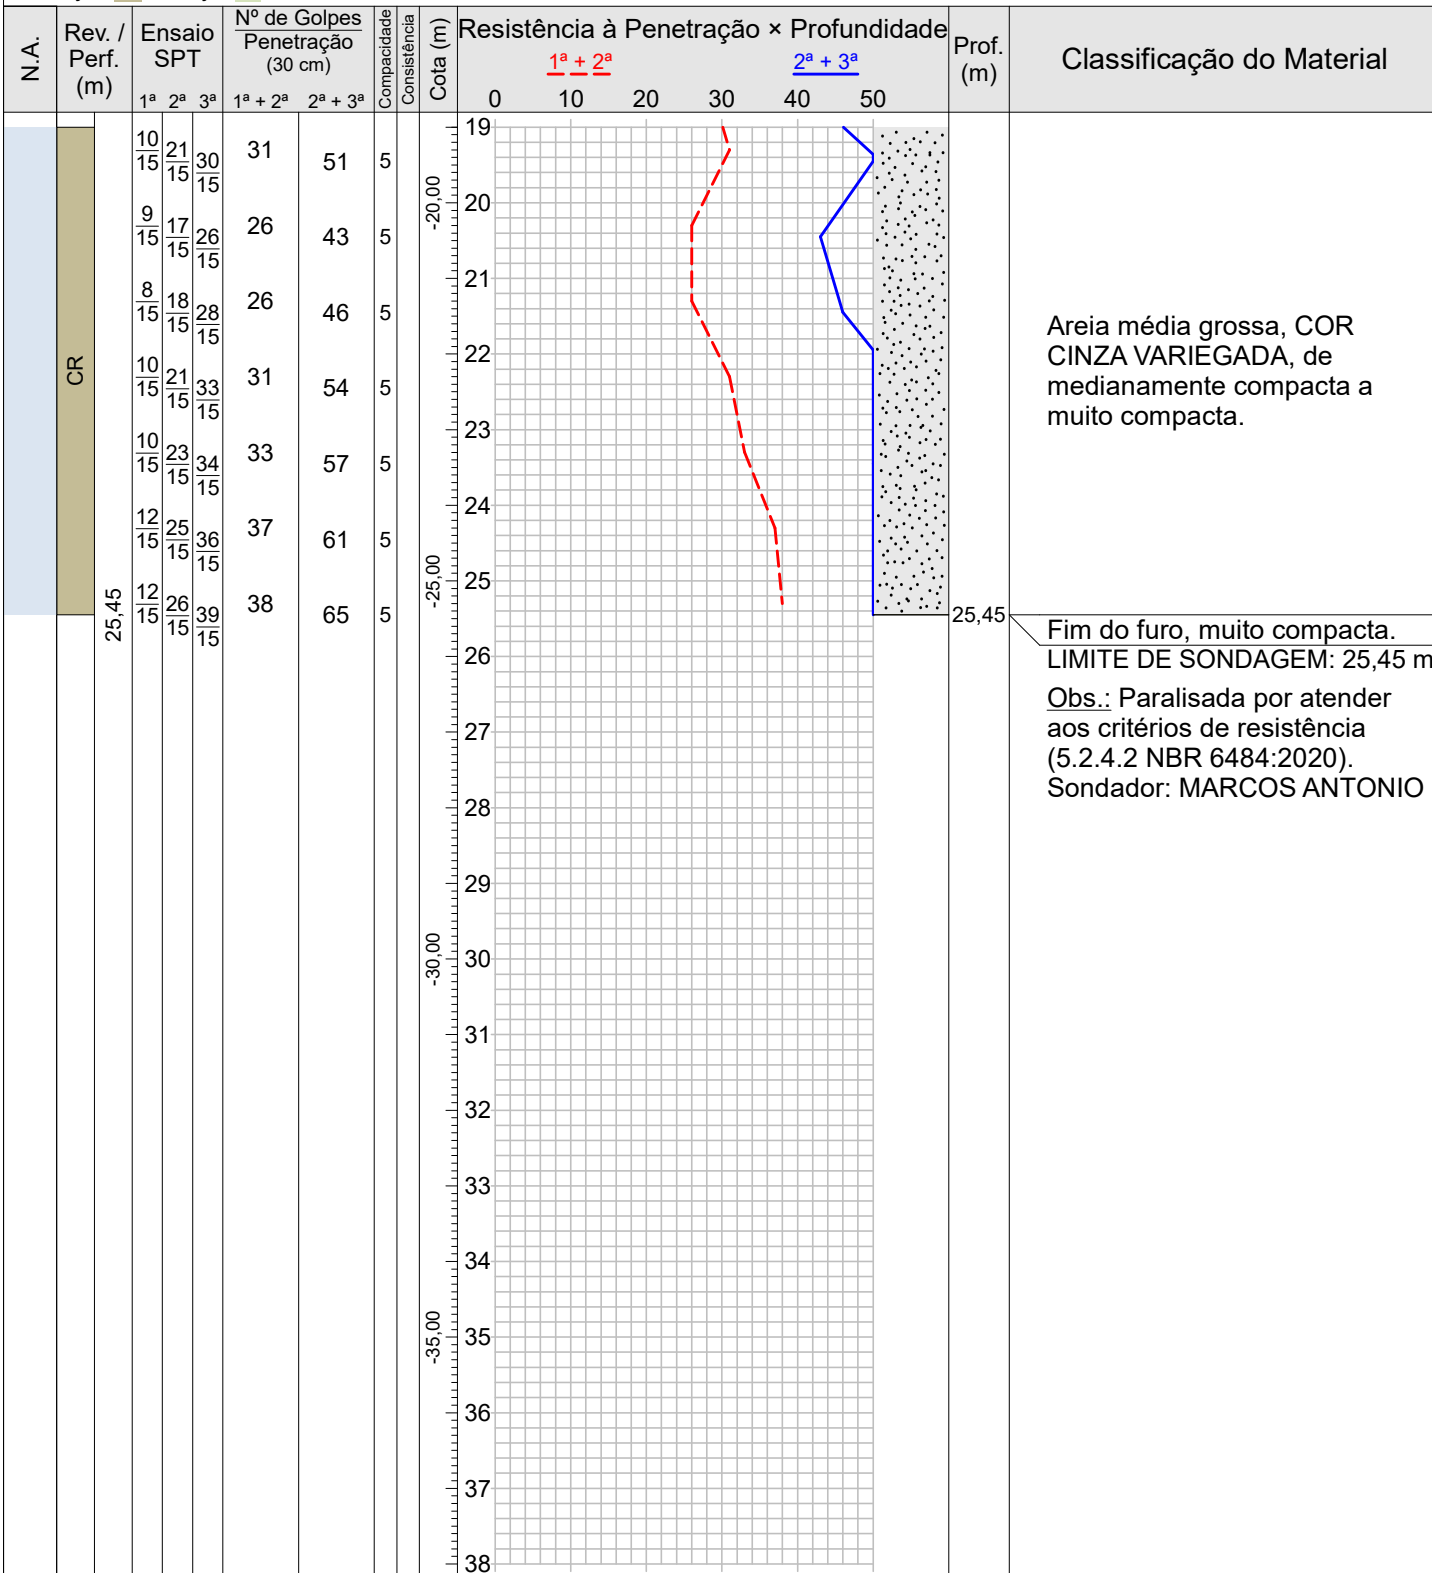 N.A.
Rev. /
Perf.
(m)
Ensaio
SPT
1ª 2ª 3ª
Nº de Golpes
Penetração
(30 cm)
1ª + 2ª 2ª + 3ª
Compacidade
Consistência
Cota (m)
Resistência à Penetração × Profundidade
1ª + 2ª 2ª + 3ª
0 10 20 30 40 50
Prof.
(m)
Classificação do Material
CR
25,45
10/15 21/15 30/15 31 51 5
9/15 17/15 26/15 26 43 5
8/15 18/15 28/15 26 46 5
10/15 21/15 33/15 31 54 5
10/15 23/15 34/15 33 57 5
12/15 25/15 36/15 37 61 5
12/15 26/15 39/15 38 65 5
-20,00
-25,00
-30,00
-35,00
19
20
21
22
23
24
25
26
27
28
29
30
31
32
33
34
35
36
37
38
25,45
Areia média grossa, COR
CINZA VARIEGADA, de
medianamente compacta a
muito compacta.
Fim do furo, muito compacta.
LIMITE DE SONDAGEM: 25,45 m
Obs.: Paralisada por atender
aos critérios de resistência
(5.2.4.2 NBR 6484:2020).
Sondador: MARCOS ANTONIO